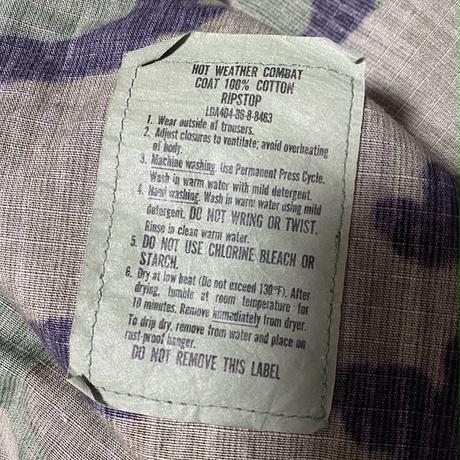 HOT WEATHER COMBAT
COAT 100% COTTON
RIPSTOP
LDA404-86-8-8463
1. Wear outside of trousers.
2. Adjust closures to ventilate; avoid overheating
of body.
3. Machine washing. Use Permanent Press Cycle.
Wash in warm water with mild detergent.
4. Hand washing. Wash in warm water using mild
detergent. DO NOT WRING OR TWIST.
Rinse in clean warm water.
5. DO NOT USE CHLORINE BLEACH OR
STARCH.
6. Dry at low heat (Do not exceed 130°F). After
drying, tumble at room temperature for
10 minutes. Remove immediately from dryer.
To drip dry, remove from water and place on
rust-proof hanger.
DO NOT REMOVE THIS LABEL